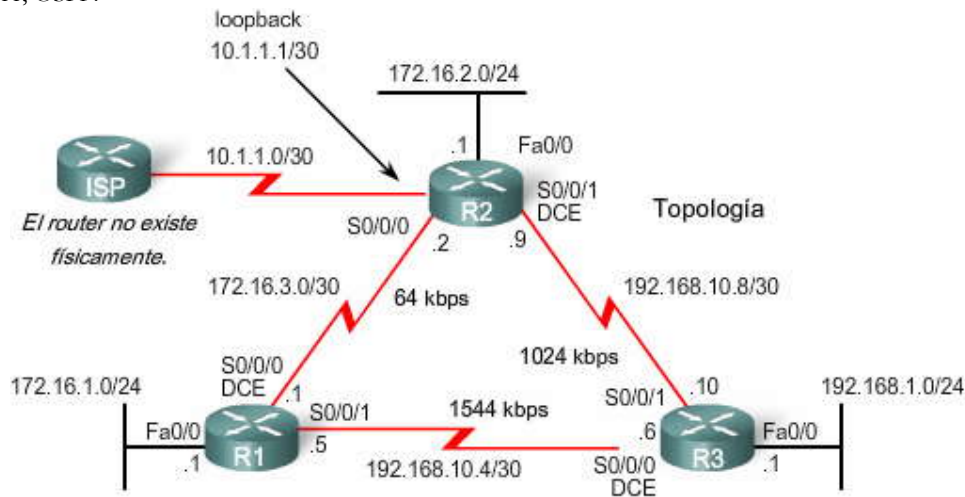 loopback
10.1.1.1/30
172.16.2.0/24
.1
Fa0/0
10.1.1.0/30
ISP
R2
S0/0/1
DCE
Topología
El router no existe
físicamente.
S0/0/0
.2
.9
172.16.3.0/30
64 kbps
192.168.10.8/30
1024 kbps
172.16.1.0/24
S0/0/0
DCE
.1
S0/0/1
1544 kbps
S0/0/1
.10
192.168.1.0/24
Fa0/0
.1
R1
.5
192.168.10.4/30
.6
S0/0/0
DCE
R3
Fa0/0
.1